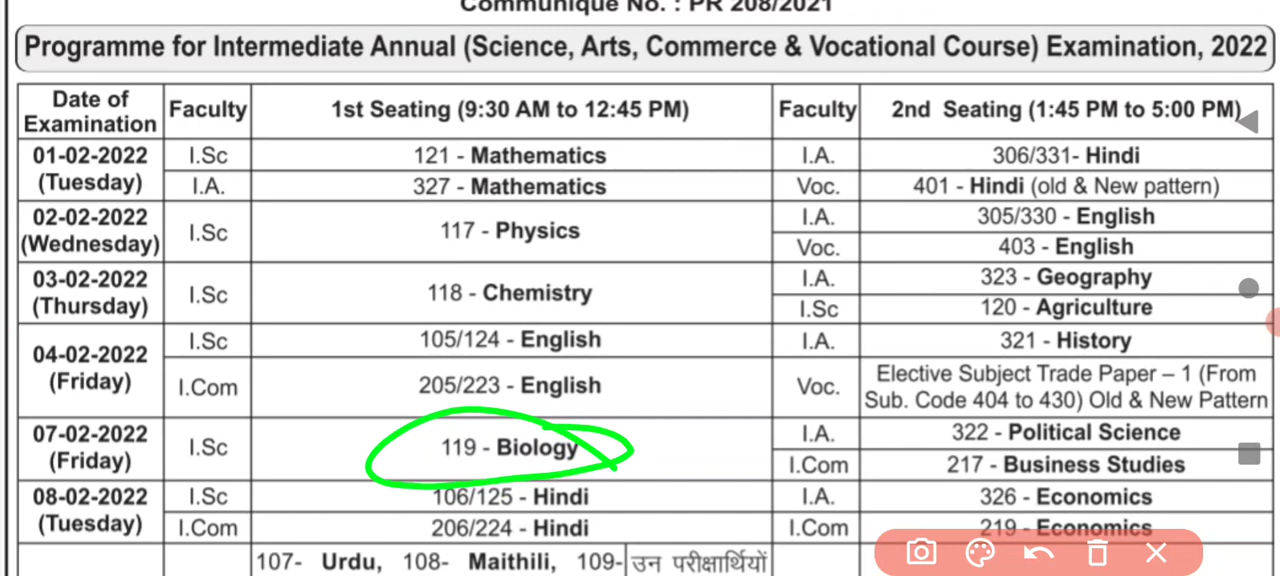 Communique No. : PR 208/2021
Programme for Intermediate Annual (Science, Arts, Commerce & Vocational Course) Examination, 2022
Date of Examination Faculty 1st Seating (9:30 AM to 12:45 PM) Faculty 2nd Seating (1:45 PM to 5:00 PM)
01-02-2022 (Tuesday) I.Sc 121 - Mathematics I.A. 306/331- Hindi
I.A. 327 - Mathematics Voc. 401 - Hindi (old & New pattern)
02-02-2022 (Wednesday) I.Sc 117 - Physics I.A. 305/330 - English
Voc. 403 - English
03-02-2022 (Thursday) I.Sc 118 - Chemistry I.A. 323 - Geography
I.Sc 120 - Agriculture
04-02-2022 (Friday) I.Sc 105/124 - English I.A. 321 - History
I.Com 205/223 - English Voc. Elective Subject Trade Paper – 1 (From
Sub. Code 404 to 430) Old & New Pattern
07-02-2022 (Friday) I.Sc 119 - Biology I.A. 322 - Political Science
I.Com 217 - Business Studies
08-02-2022 (Tuesday) I.Sc 106/125 - Hindi I.A. 326 - Economics
I.Com 206/224 - Hindi I.Com 219 - Economics
107- Urdu, 108- Maithili, 109- उन परीक्षार्थियों